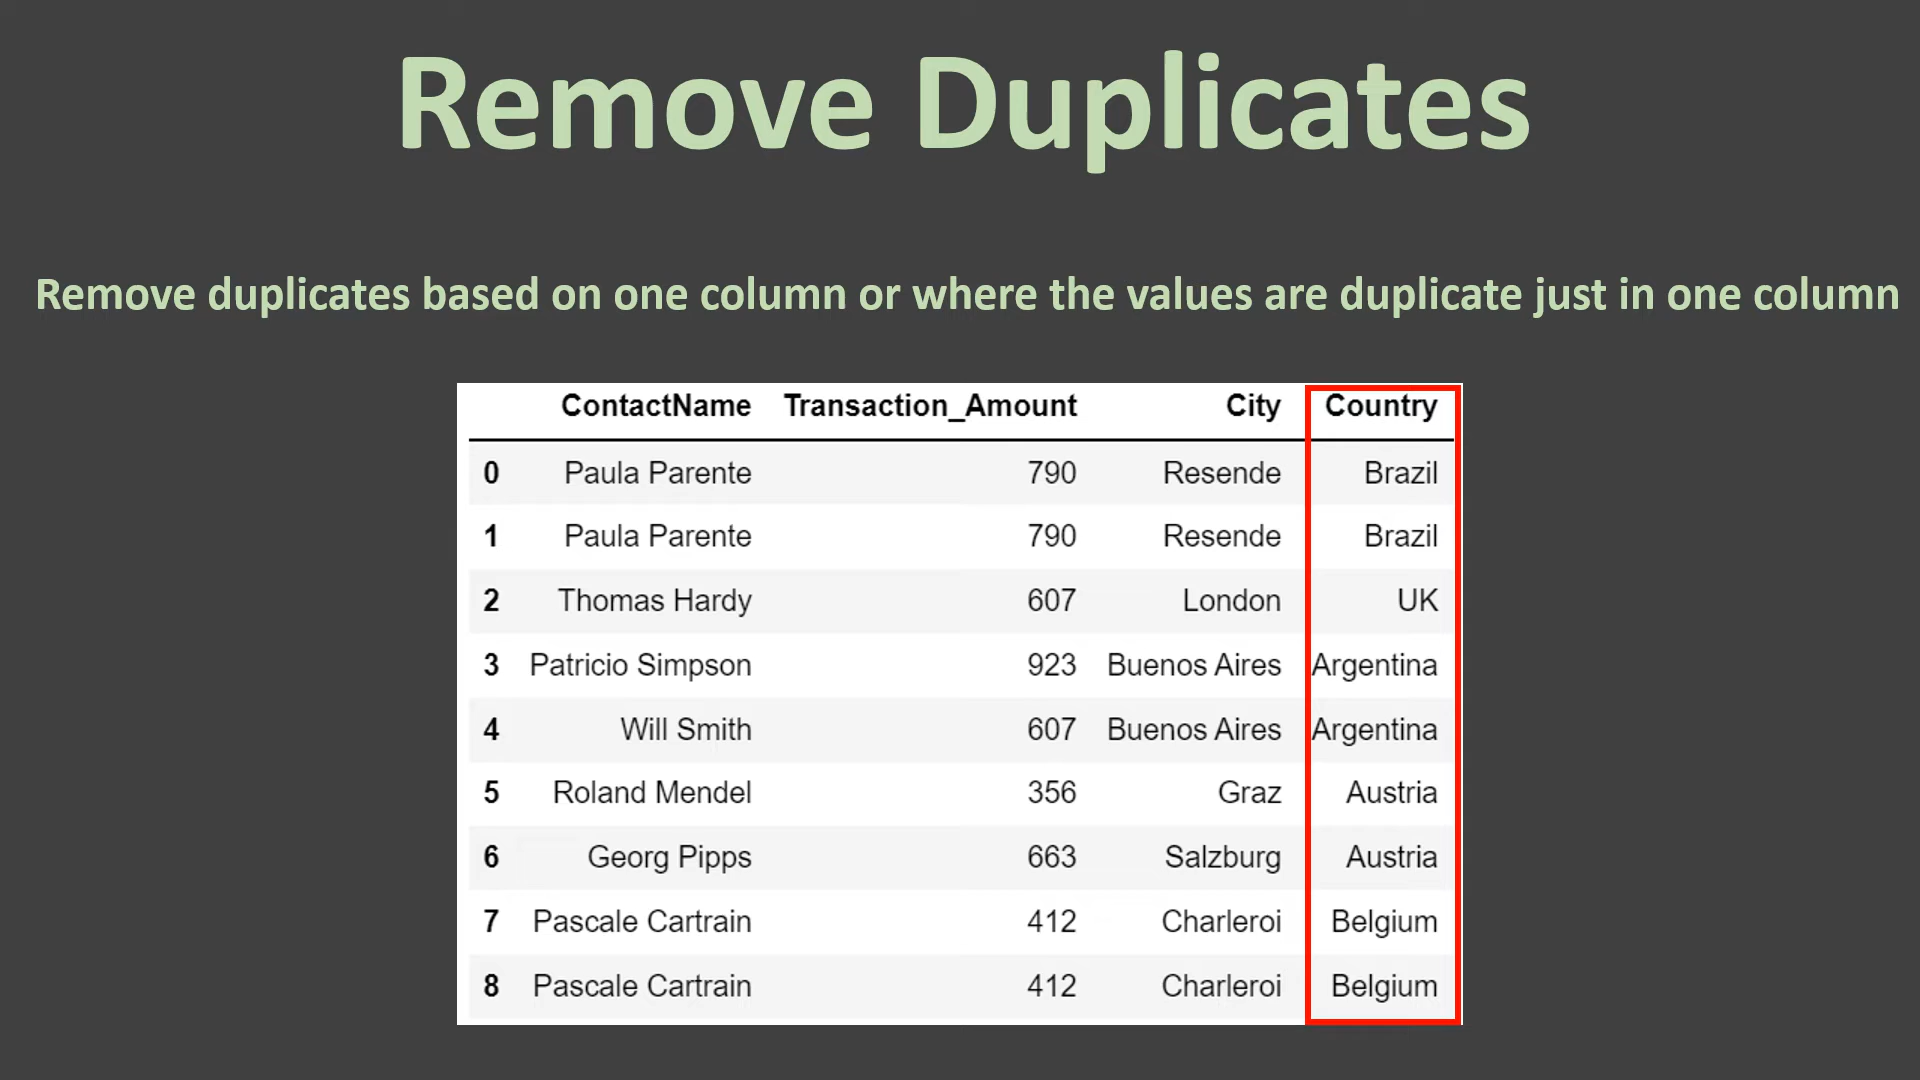 Remove Duplicates
Remove duplicates based on one column or where the values are duplicate just in one column
ContactName Transaction_Amount City Country
0 Paula Parente 790 Resende Brazil
1 Paula Parente 790 Resende Brazil
2 Thomas Hardy 607 London UK
3 Patricio Simpson 923 Buenos Aires Argentina
4 Will Smith 607 Buenos Aires Argentina
5 Roland Mendel 356 Graz Austria
6 Georg Pipps 663 Salzburg Austria
7 Pascale Cartrain 412 Charleroi Belgium
8 Pascale Cartrain 412 Charleroi Belgium